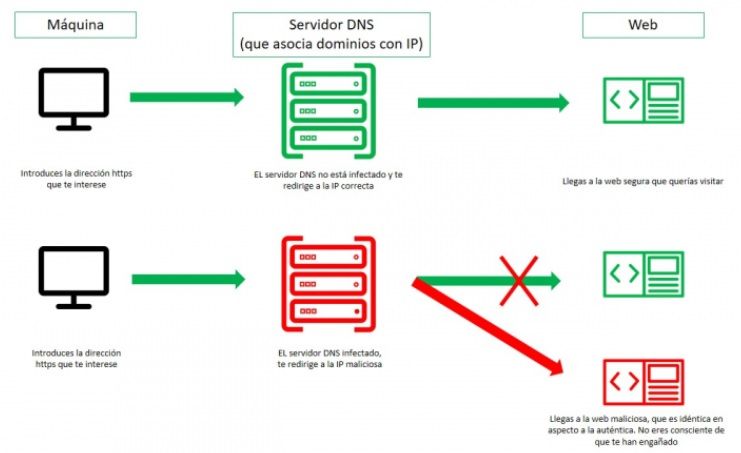 Máquina
Servidor DNS
(que asocia dominios con IP)
Web
Introduces la dirección https
que te interese
EL servidor DNS no está infectado y te
redirige a la IP correcta
Llegas a la web segura que querías visitar
Introduces la dirección
https que te interese
EL servidor DNS infectado,
te redirige a la IP maliciosa
Llegas a la web maliciosa, que es idéntica en
aspecto a la auténtica. No eres consciente de
que te han engañado